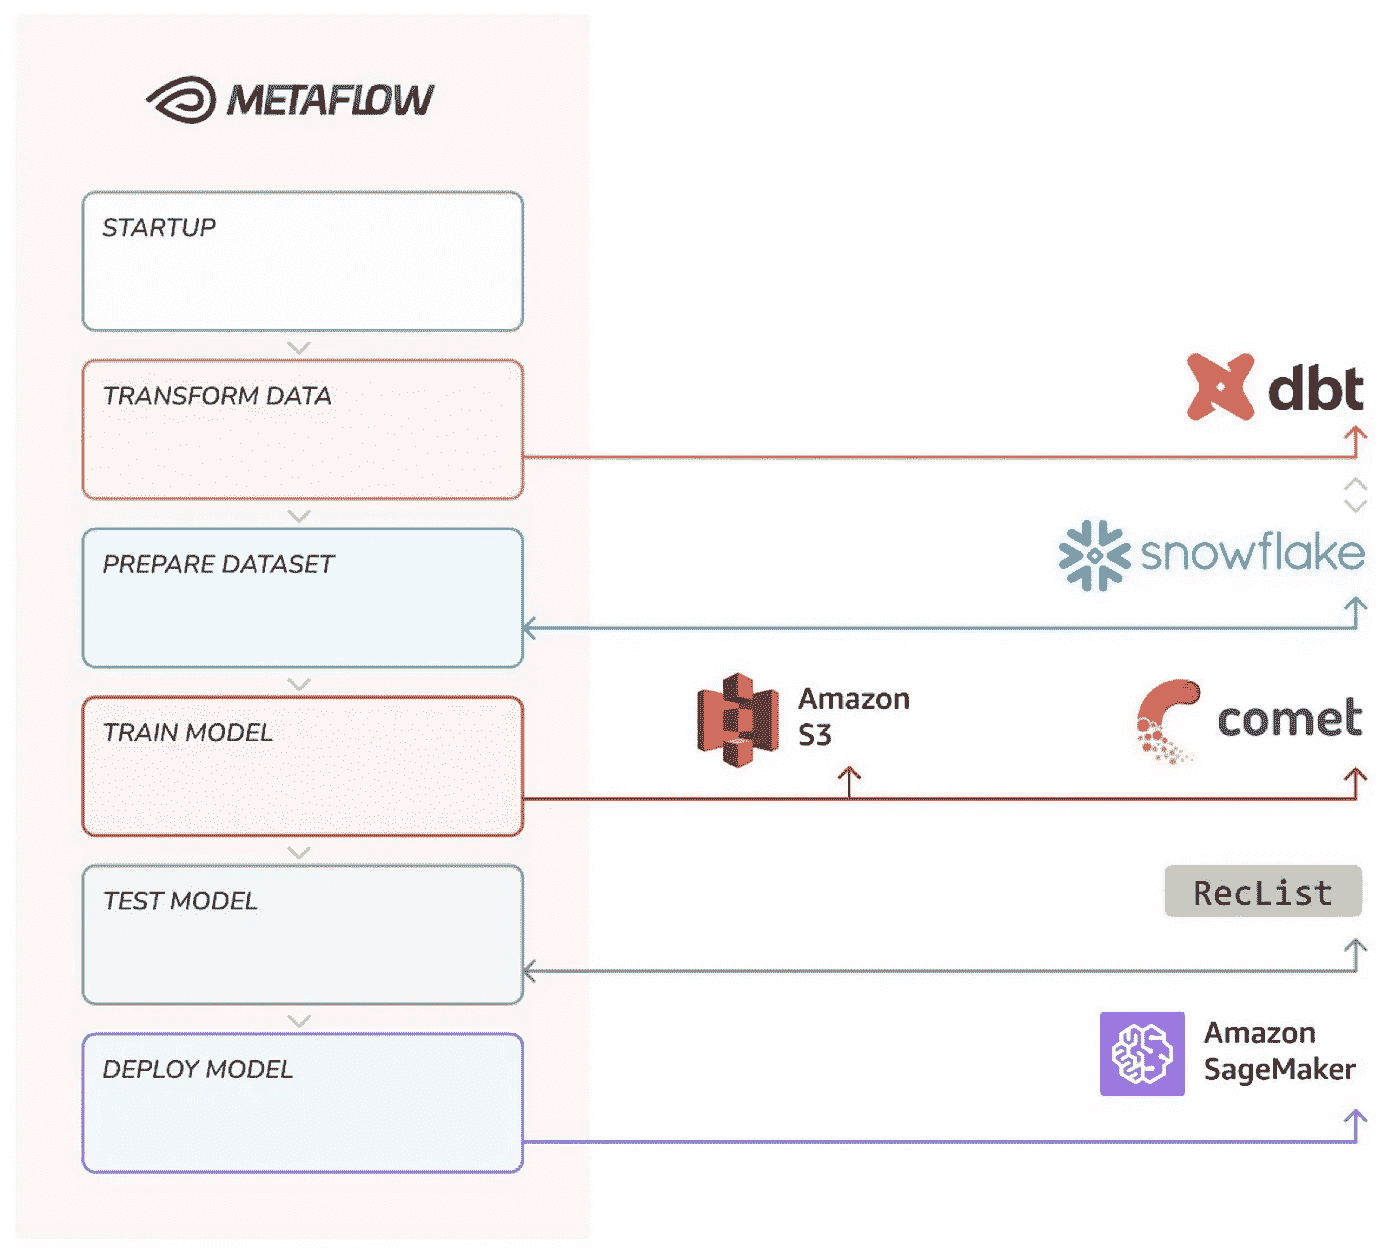 METAFLOW
STARTUP
TRANSFORM DATA
dbt
PREPARE DATASET
snowflake
TRAIN MODEL
Amazon
S3
comet
TEST MODEL
RecList
DEPLOY MODEL
Amazon
SageMaker